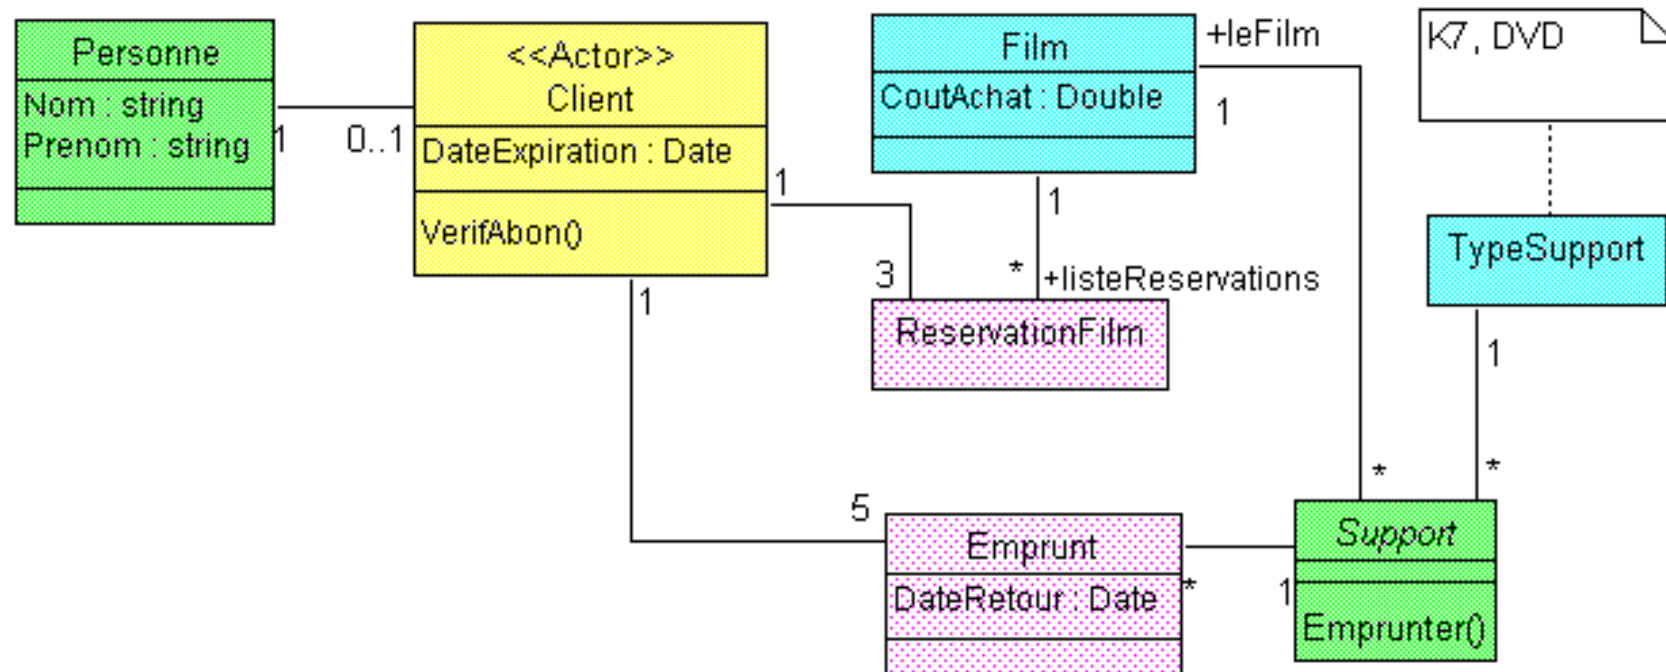 Personne
Nom : string
Prenom : string
1
0..1
<<Actor>>
Client
DateExpiration : Date
VerifAbon()
1
1
3
Film
CoutAchat : Double
+leFilm
1
1
*
+listeReservations
ReservationFilm
K7, DVD
TypeSupport
1
*
*
5
Emprunt
DateRetour : Date
*
1
Support
Emprunter()